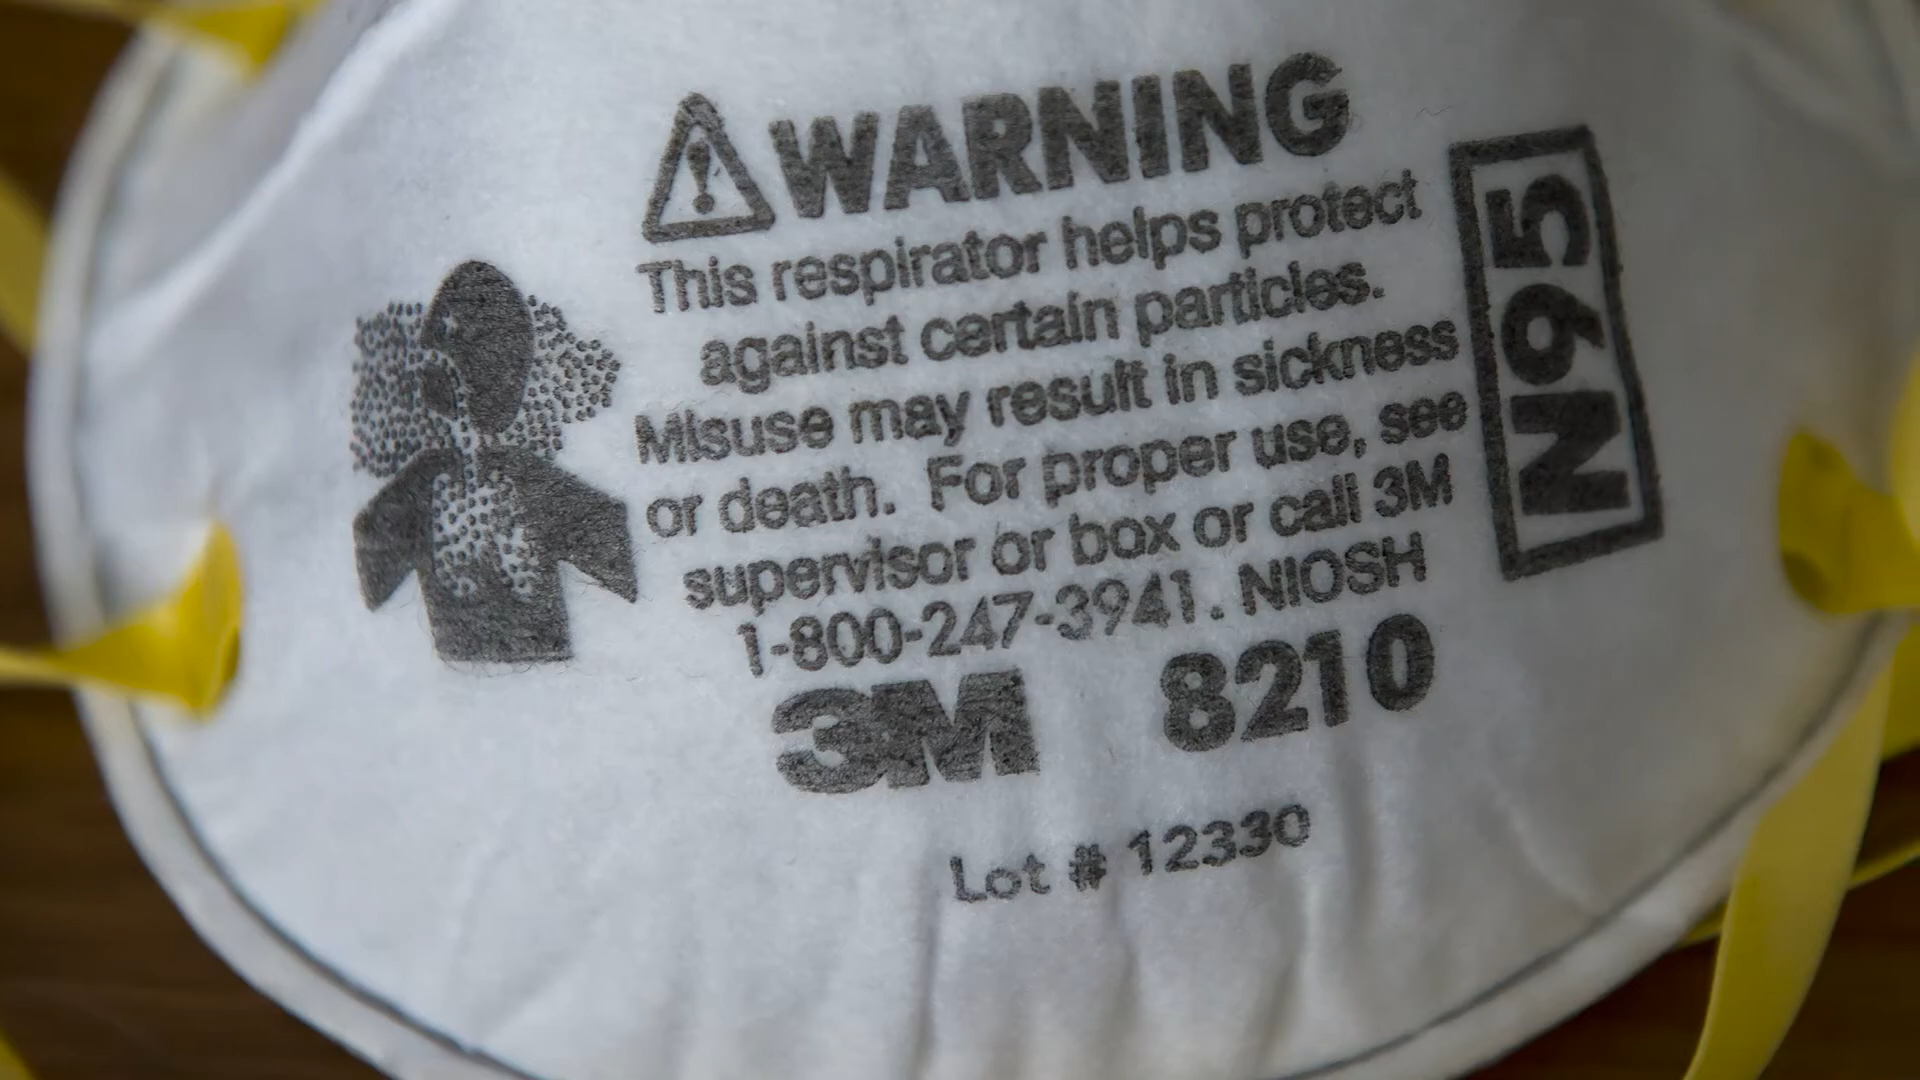 WARNING
This respirator helps protect
against certain particles.
Misuse may result in sickness
or death. For proper use, see
supervisor or box or call 3M
1-800-247-3941. NIOSH
3M 8210
Lot # 12330
N95